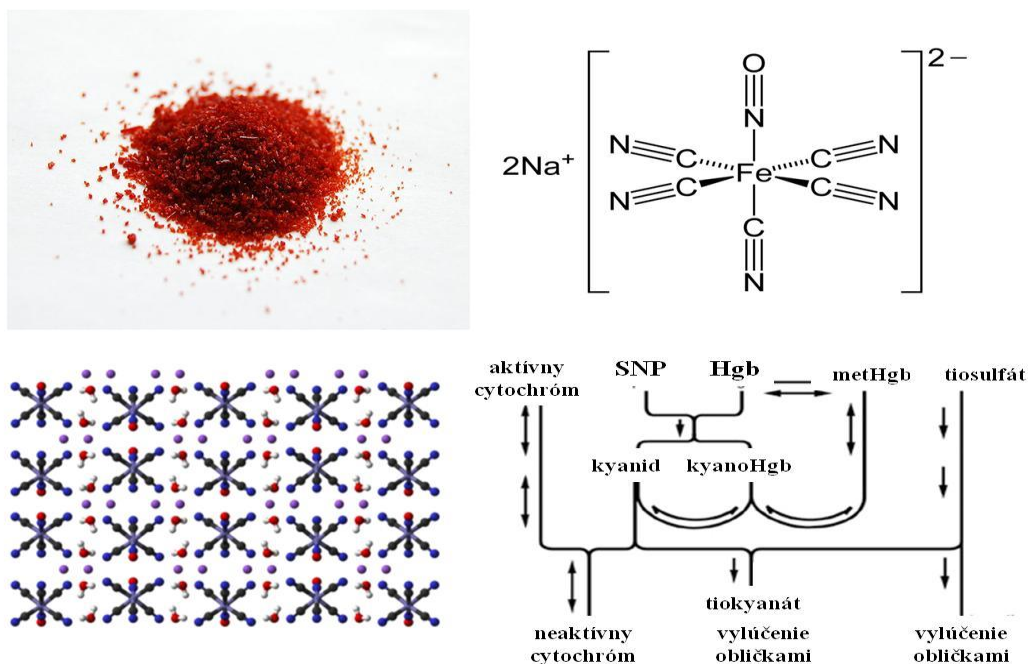 O
N
N
C
C
N
2Na⁺
Fe
2−
N
C
C
N
C
N
aktívny
cytochróm
SNP
Hgb
metHgb
tiosulfát
kyanid
kyanoHgb
tiokyanát
neaktívny
cytochróm
vylúčenie
obličkami
vylúčenie
obličkami